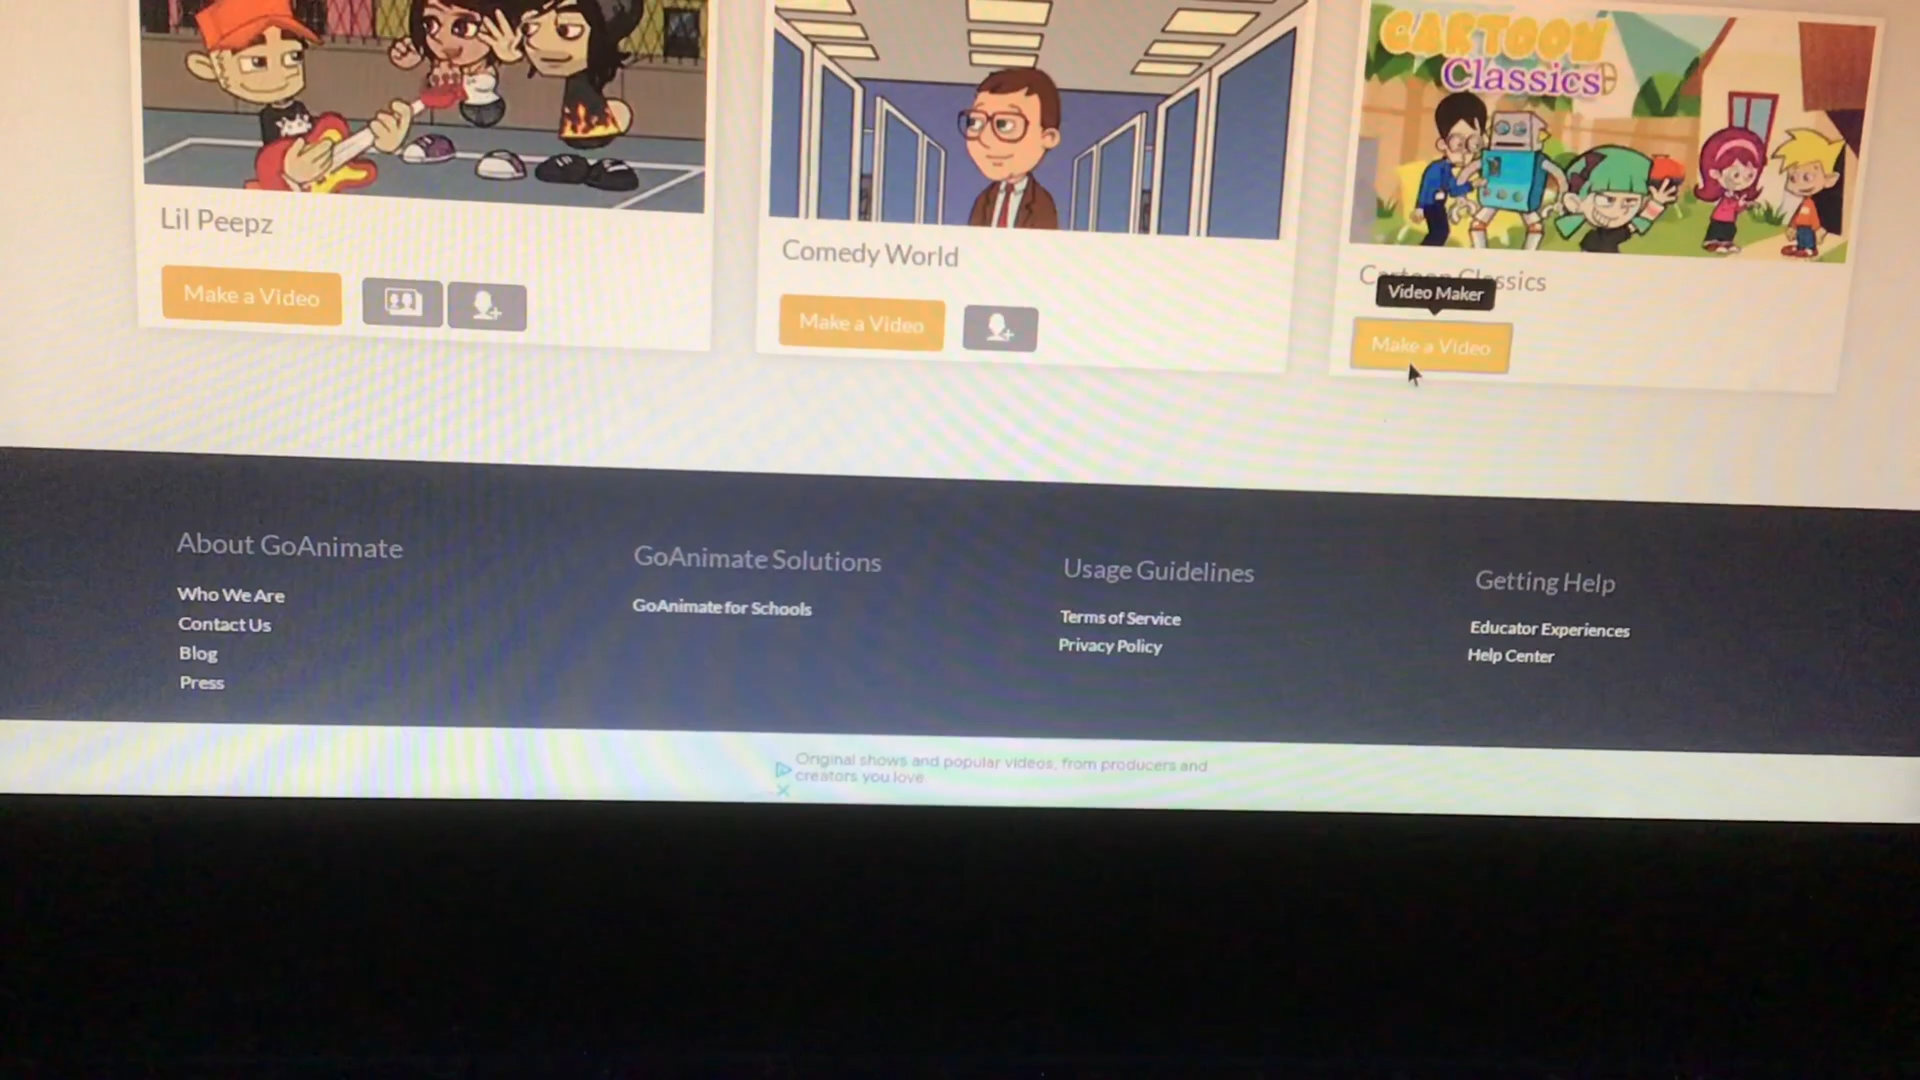 CARTOON
Classics
Lil Peepz
Comedy World
Cartoon Classics
Video Maker
Make a Video
Make a Video
Make a Video
About GoAnimate
Who We Are
Contact Us
Blog
Press
GoAnimate Solutions
GoAnimate for Schools
Usage Guidelines
Terms of Service
Privacy Policy
Getting Help
Educator Experiences
Help Center
Original shows and popular videos, from producers and
creators you love